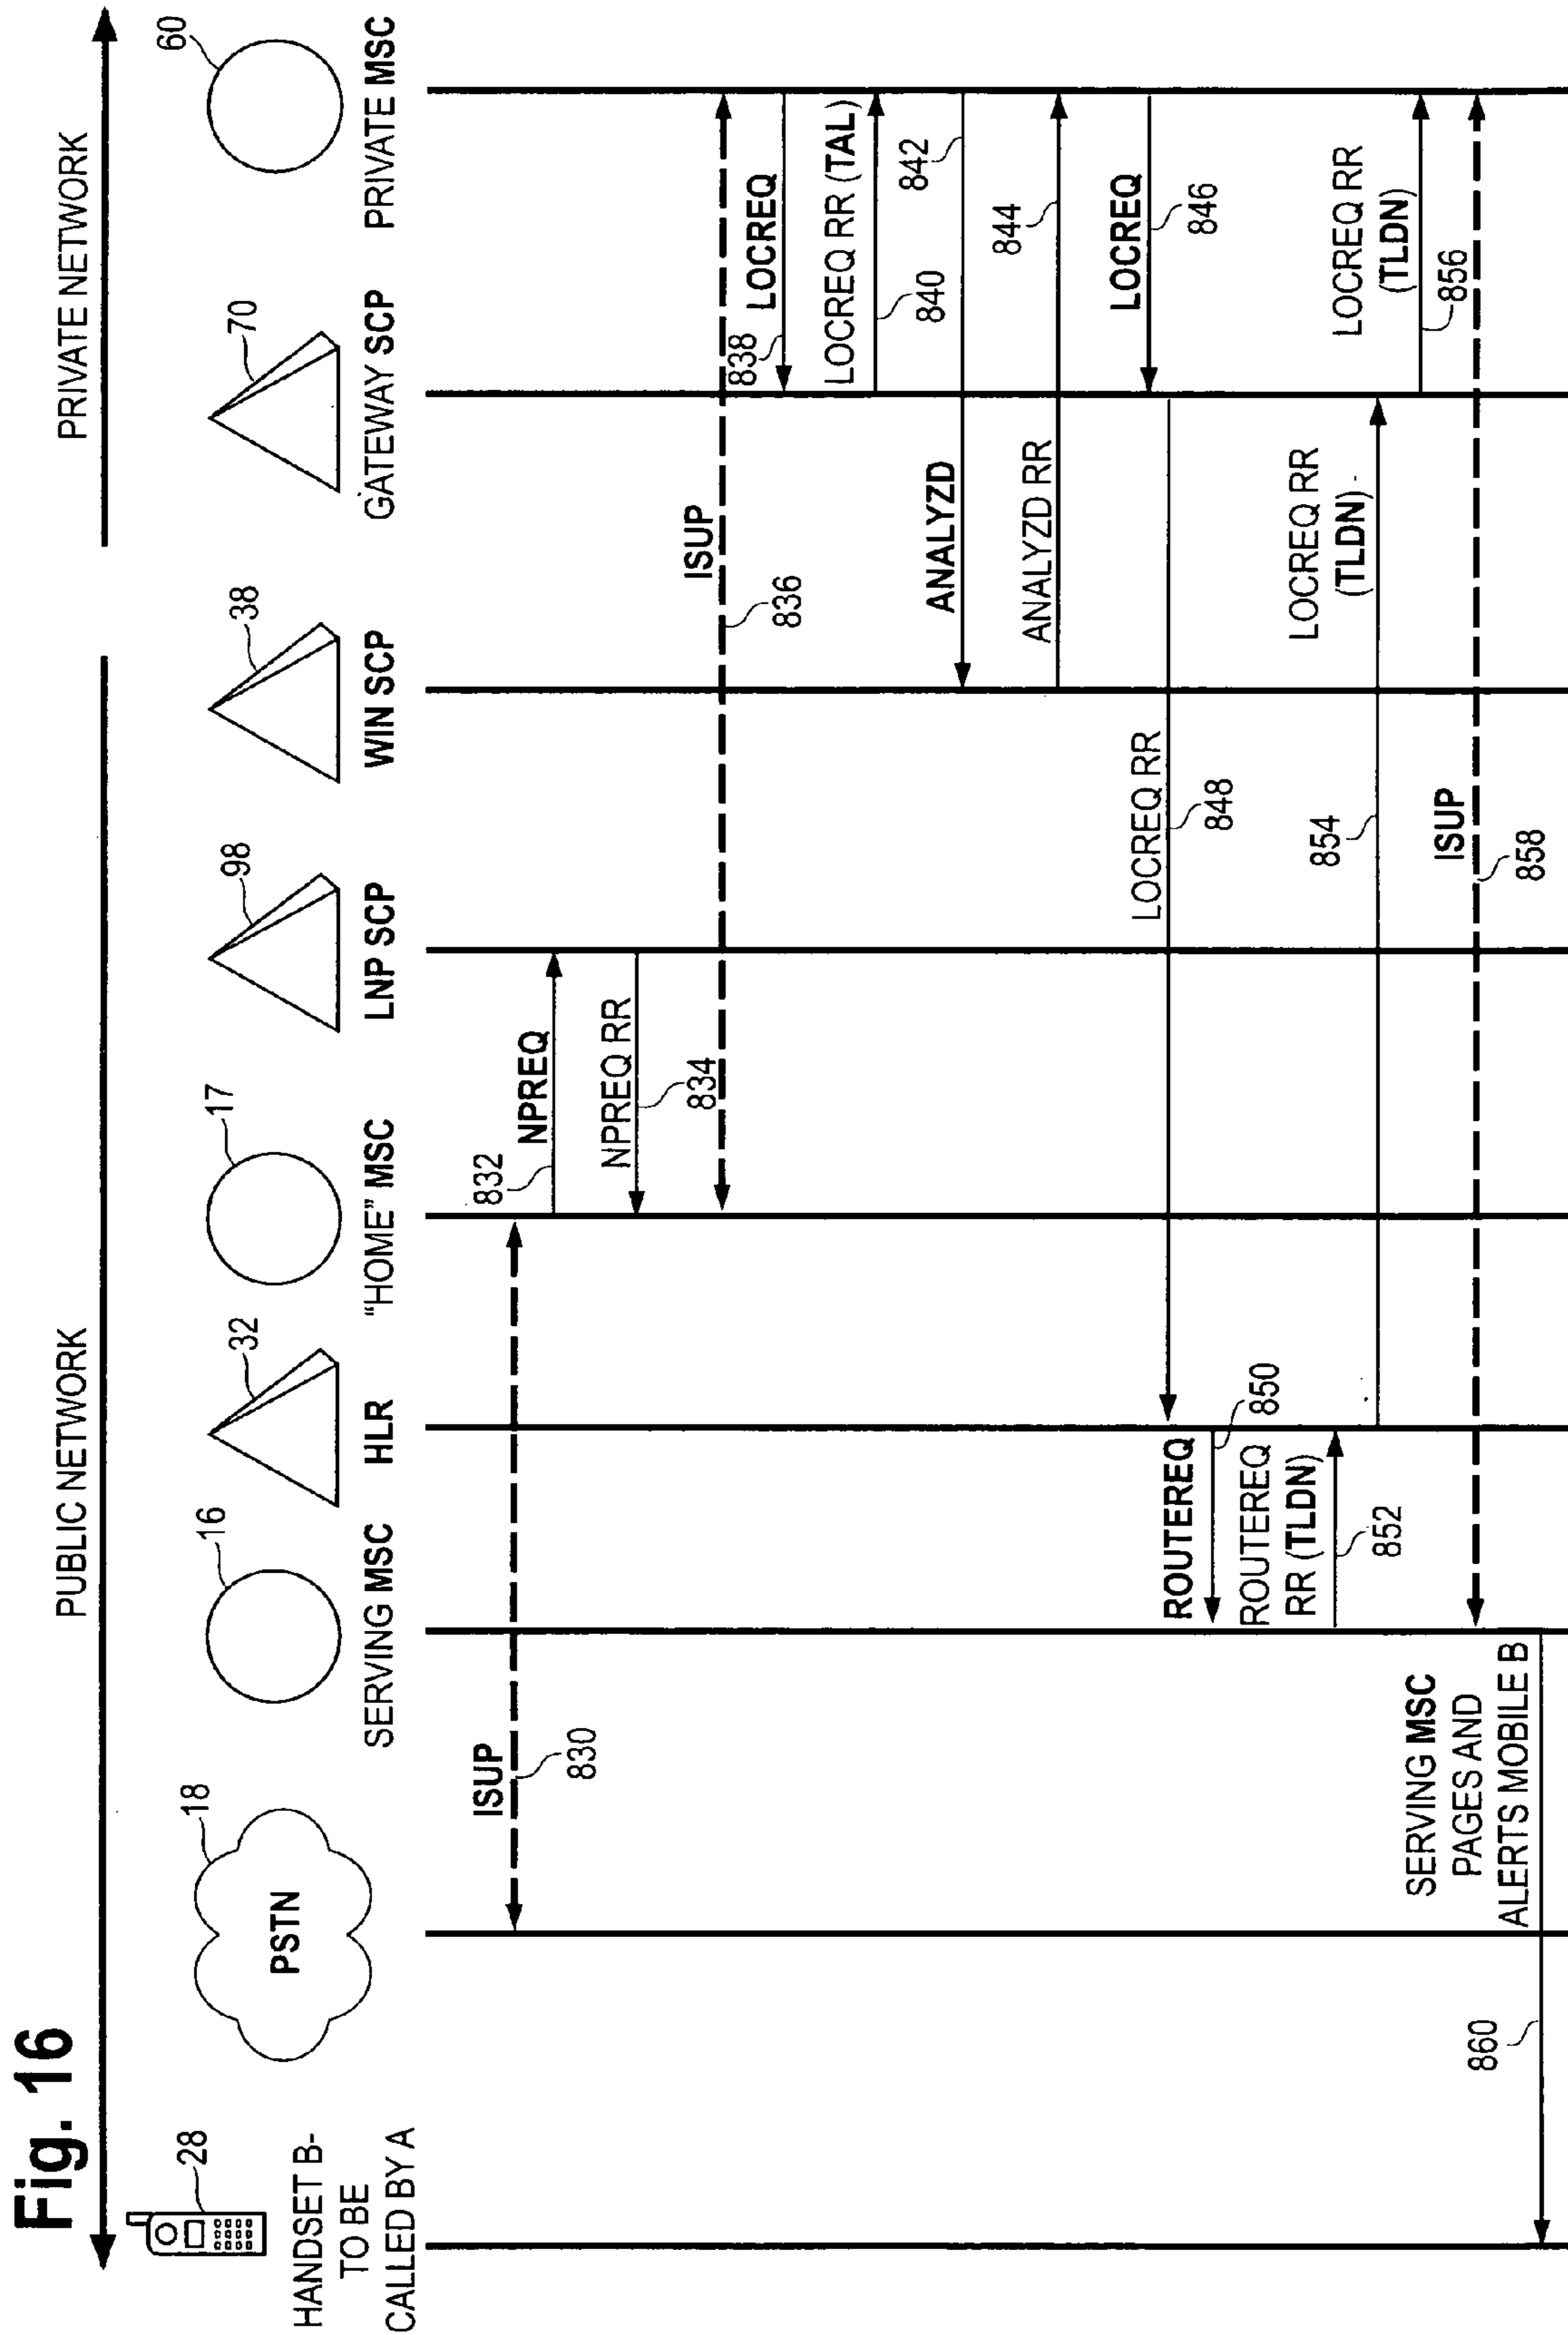 Fig. 16
PUBLIC NETWORK
PRIVATE NETWORK
28
18
16
32
17
98
38
70
60
HANDSET B-
TO BE
CALLED BY A
PSTN
SERVING MSC
HLR
"HOME" MSC
LNP SCP
WIN SCP
GATEWAY SCP
PRIVATE MSC
ISUP
830
832
NPREQ
NPREQ RR
834
ISUP
836
838
LOCREQ
LOCREQ RR (TAL)
840
842
ANALYZD
844
ANALYZD RR
LOCREQ
846
LOCREQ RR
848
ROUTEREQ
850
ROUTEREQ
RR (TLDN)
852
LOCREQ RR
(TLDN)
854
LOCREQ RR
(TLDN)
856
ISUP
858
SERVING MSC
PAGES AND
ALERTS MOBILE B
860